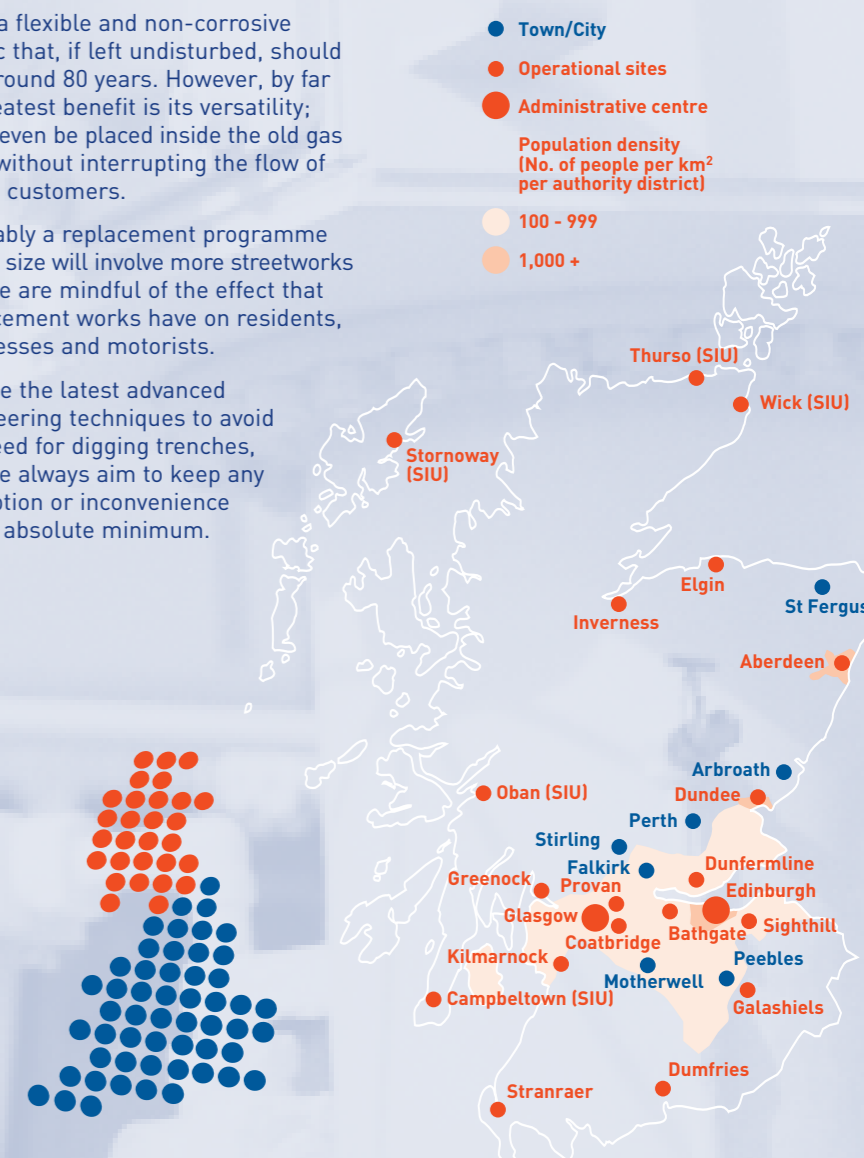 a flexible and non-corrosive
c that, if left undisturbed, should
round 80 years. However, by far
eatest benefit is its versatility;
even be placed inside the old gas
without interrupting the flow of
customers.
ably a replacement programme
size will involve more streetworks
e are mindful of the effect that
cement works have on residents,
esses and motorists.
e the latest advanced
eering techniques to avoid
eed for digging trenches,
e always aim to keep any
ption or inconvenience
absolute minimum.
Town/City
Operational sites
Administrative centre
Population density
(No. of people per km²
per authority district)
100 - 999
1,000 +
Thurso (SIU)
Wick (SIU)
Stornoway
(SIU)
Elgin
St Fergus
Inverness
Aberdeen
Arbroath
Oban (SIU)
Dundee
Perth
Stirling
Falkirk
Dunfermline
Greenock
Provan
Edinburgh
Glasgow
Sighthill
Bathgate
Coatbridge
Kilmarnock
Peebles
Motherwell
Campbeltown (SIU)
Galashiels
Dumfries
Stranraer